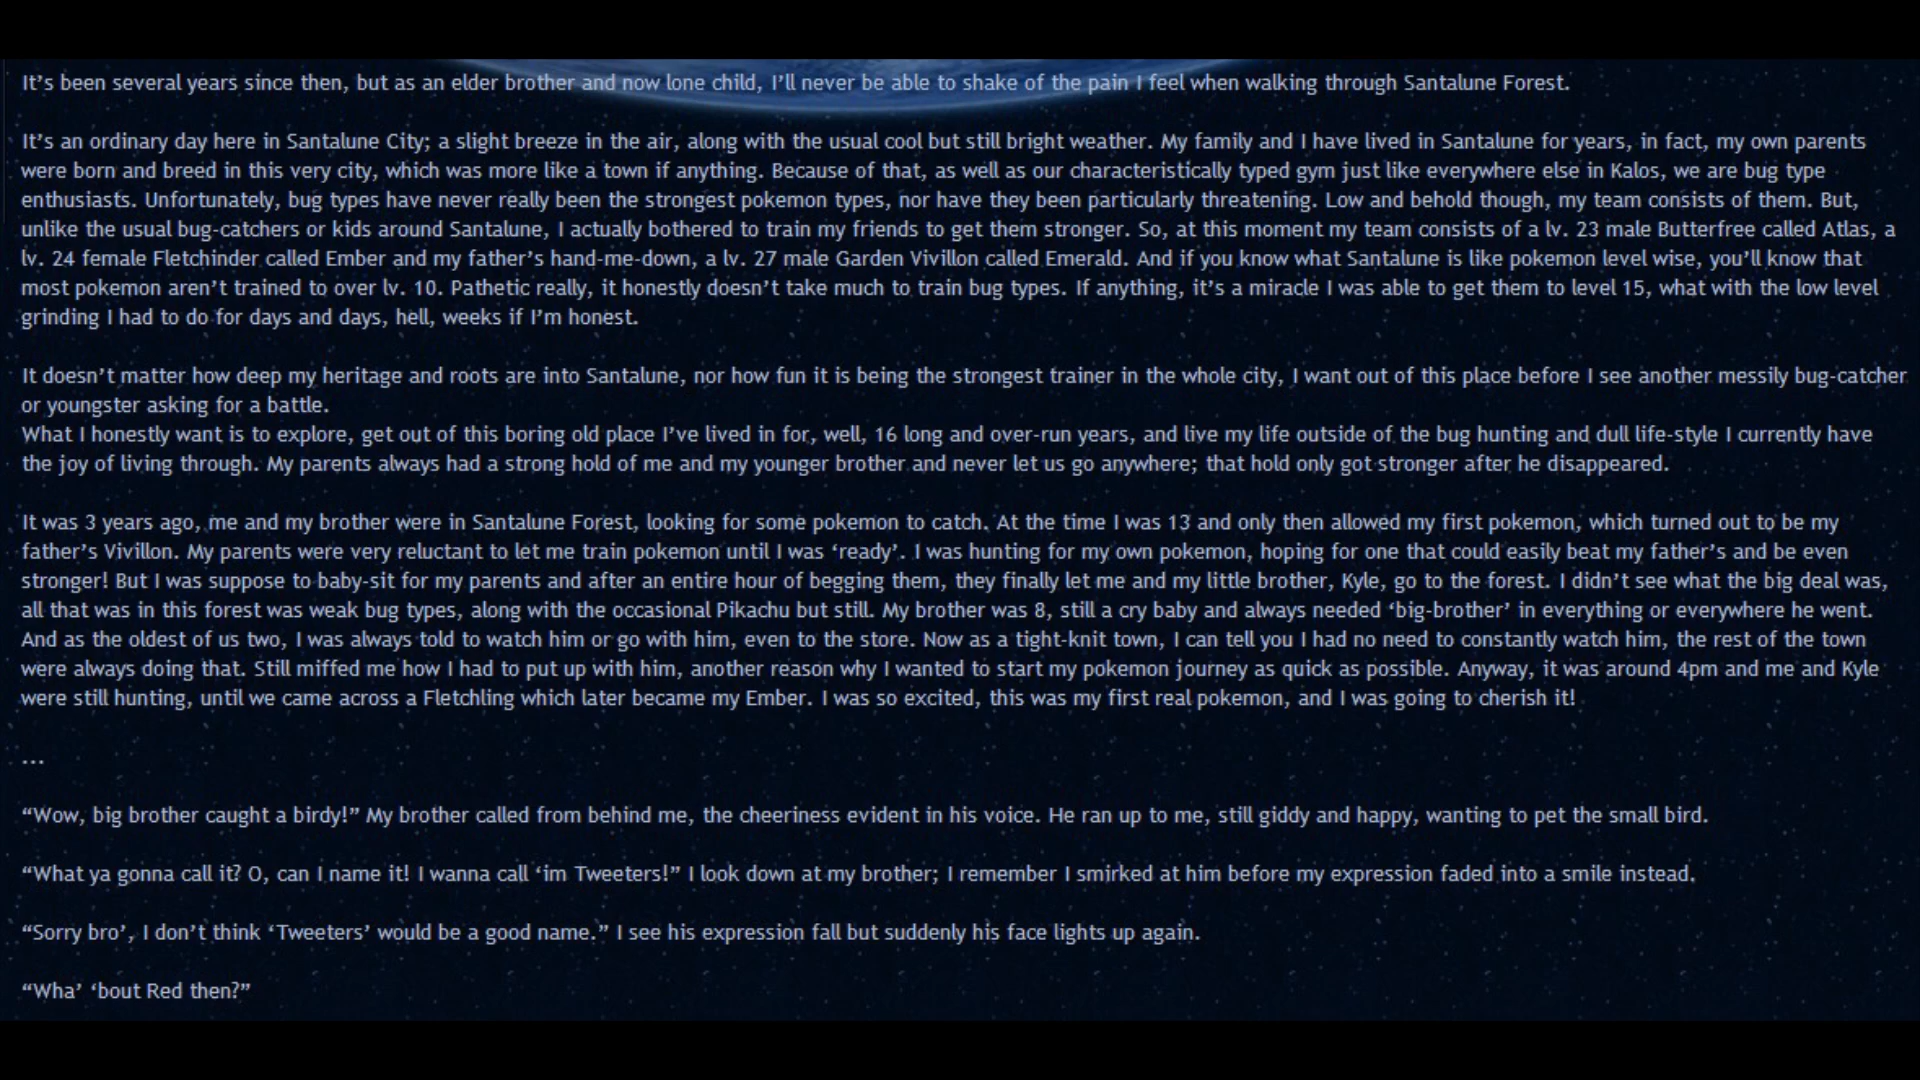 It’s been several years since then, but as an elder brother and now lone child, I’ll never be able to shake of the pain I feel when walking through Santalune Forest.
It’s an ordinary day here in Santalune City; a slight breeze in the air, along with the usual cool but still bright weather. My family and I have lived in Santalune for years, in fact, my own parents
were born and breed in this very city, which was more like a town if anything. Because of that, as well as our characteristically typed gym just like everywhere else in Kalos, we are bug type
enthusiasts. Unfortunately, bug types have never really been the strongest pokemon types, nor have they been particularly threatening. Low and behold though, my team consists of them. But,
unlike the usual bug-catchers or kids around Santalune, I actually bothered to train my friends to get them stronger. So, at this moment my team consists of a lv. 23 male Butterfree called Atlas, a
lv. 24 female Fletchinder called Ember and my father’s hand-me-down, a lv. 27 male Garden Vivillon called Emerald. And if you know what Santalune is like pokemon level wise, you’ll know that
most pokemon aren’t trained to over lv. 10. Pathetic really, it honestly doesn’t take much to train bug types. If anything, it’s a miracle I was able to get them to level 15, what with the low level
grinding I had to do for days and days, hell, weeks if I’m honest.
It doesn’t matter how deep my heritage and roots are into Santalune, nor how fun it is being the strongest trainer in the whole city, I want out of this place before I see another messily bug-catcher
or youngster asking for a battle.
What I honestly want is to explore, get out of this boring old place I’ve lived in for, well, 16 long and over-run years, and live my life outside of the bug hunting and dull life-style I currently have
the joy of living through. My parents always had a strong hold of me and my younger brother and never let us go anywhere; that hold only got stronger after he disappeared.
It was 3 years ago, me and my brother were in Santalune Forest, looking for some pokemon to catch. At the time I was 13 and only then allowed my first pokemon, which turned out to be my
father’s Vivillon. My parents were very reluctant to let me train pokemon until I was ‘ready’. I was hunting for my own pokemon, hoping for one that could easily beat my father’s and be even
stronger! But I was suppose to baby-sit for my parents and after an entire hour of begging them, they finally let me and my little brother, Kyle, go to the forest. I didn’t see what the big deal was,
all that was in this forest was weak bug types, along with the occasional Pikachu but still. My brother was 8, still a cry baby and always needed ‘big-brother’ in everything or everywhere he went.
And as the oldest of us two, I was always told to watch him or go with him, even to the store. Now as a tight-knit town, I can tell you I had no need to constantly watch him, the rest of the town
were always doing that. Still miffed me how I had to put up with him, another reason why I wanted to start my pokemon journey as quick as possible. Anyway, it was around 4pm and me and Kyle
were still hunting, until we came across a Fletchling which later became my Ember. I was so excited, this was my first real pokemon, and I was going to cherish it!
...
“Wow, big brother caught a birdy!” My brother called from behind me, the cheeriness evident in his voice. He ran up to me, still giddy and happy, wanting to pet the small bird.
“What ya gonna call it? O, can I name it! I wanna call ‘im Tweeters!” I look down at my brother; I remember I smirked at him before my expression faded into a smile instead.
“Sorry bro’, I don’t think ‘Tweeters’ would be a good name.” I see his expression fall but suddenly his face lights up again.
“Wha’ ‘bout Red then?”